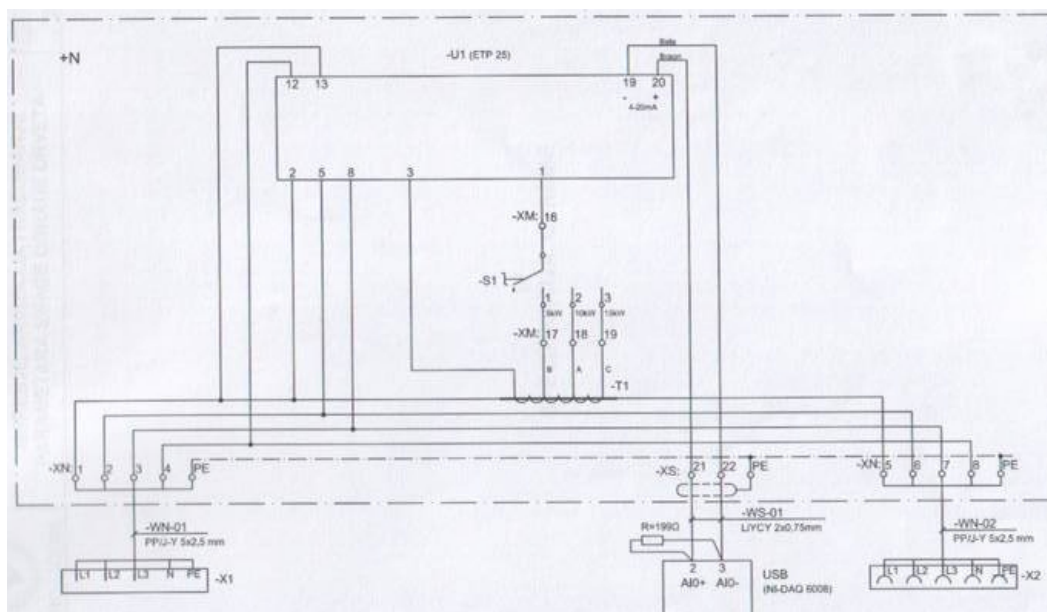 +N
-U1 (ETP 25)
12 13
19 20
- +
4-20mA
2 5 8 3 1
-XM: 16
-S1
1 2 3
5kW 10kW 15kW
-XM: 17 18 19
B A C
-T1
-XN: 1 2 3 4 PE
-XS: 21 22 PE
-XN: 5 6 7 8 PE
-WN-01
PP/J-Y 5x2,5 mm
-WS-01
LIYCY 2x0,75mm
-WN-02
PP/J-Y 5x2,5 mm
R=199Ω
L1 L2 L3 N PE
-X1
2 3
AI0+ AI0-
USB
(NI-DAQ 6008)
L1 L2 L3 N PE
-X2